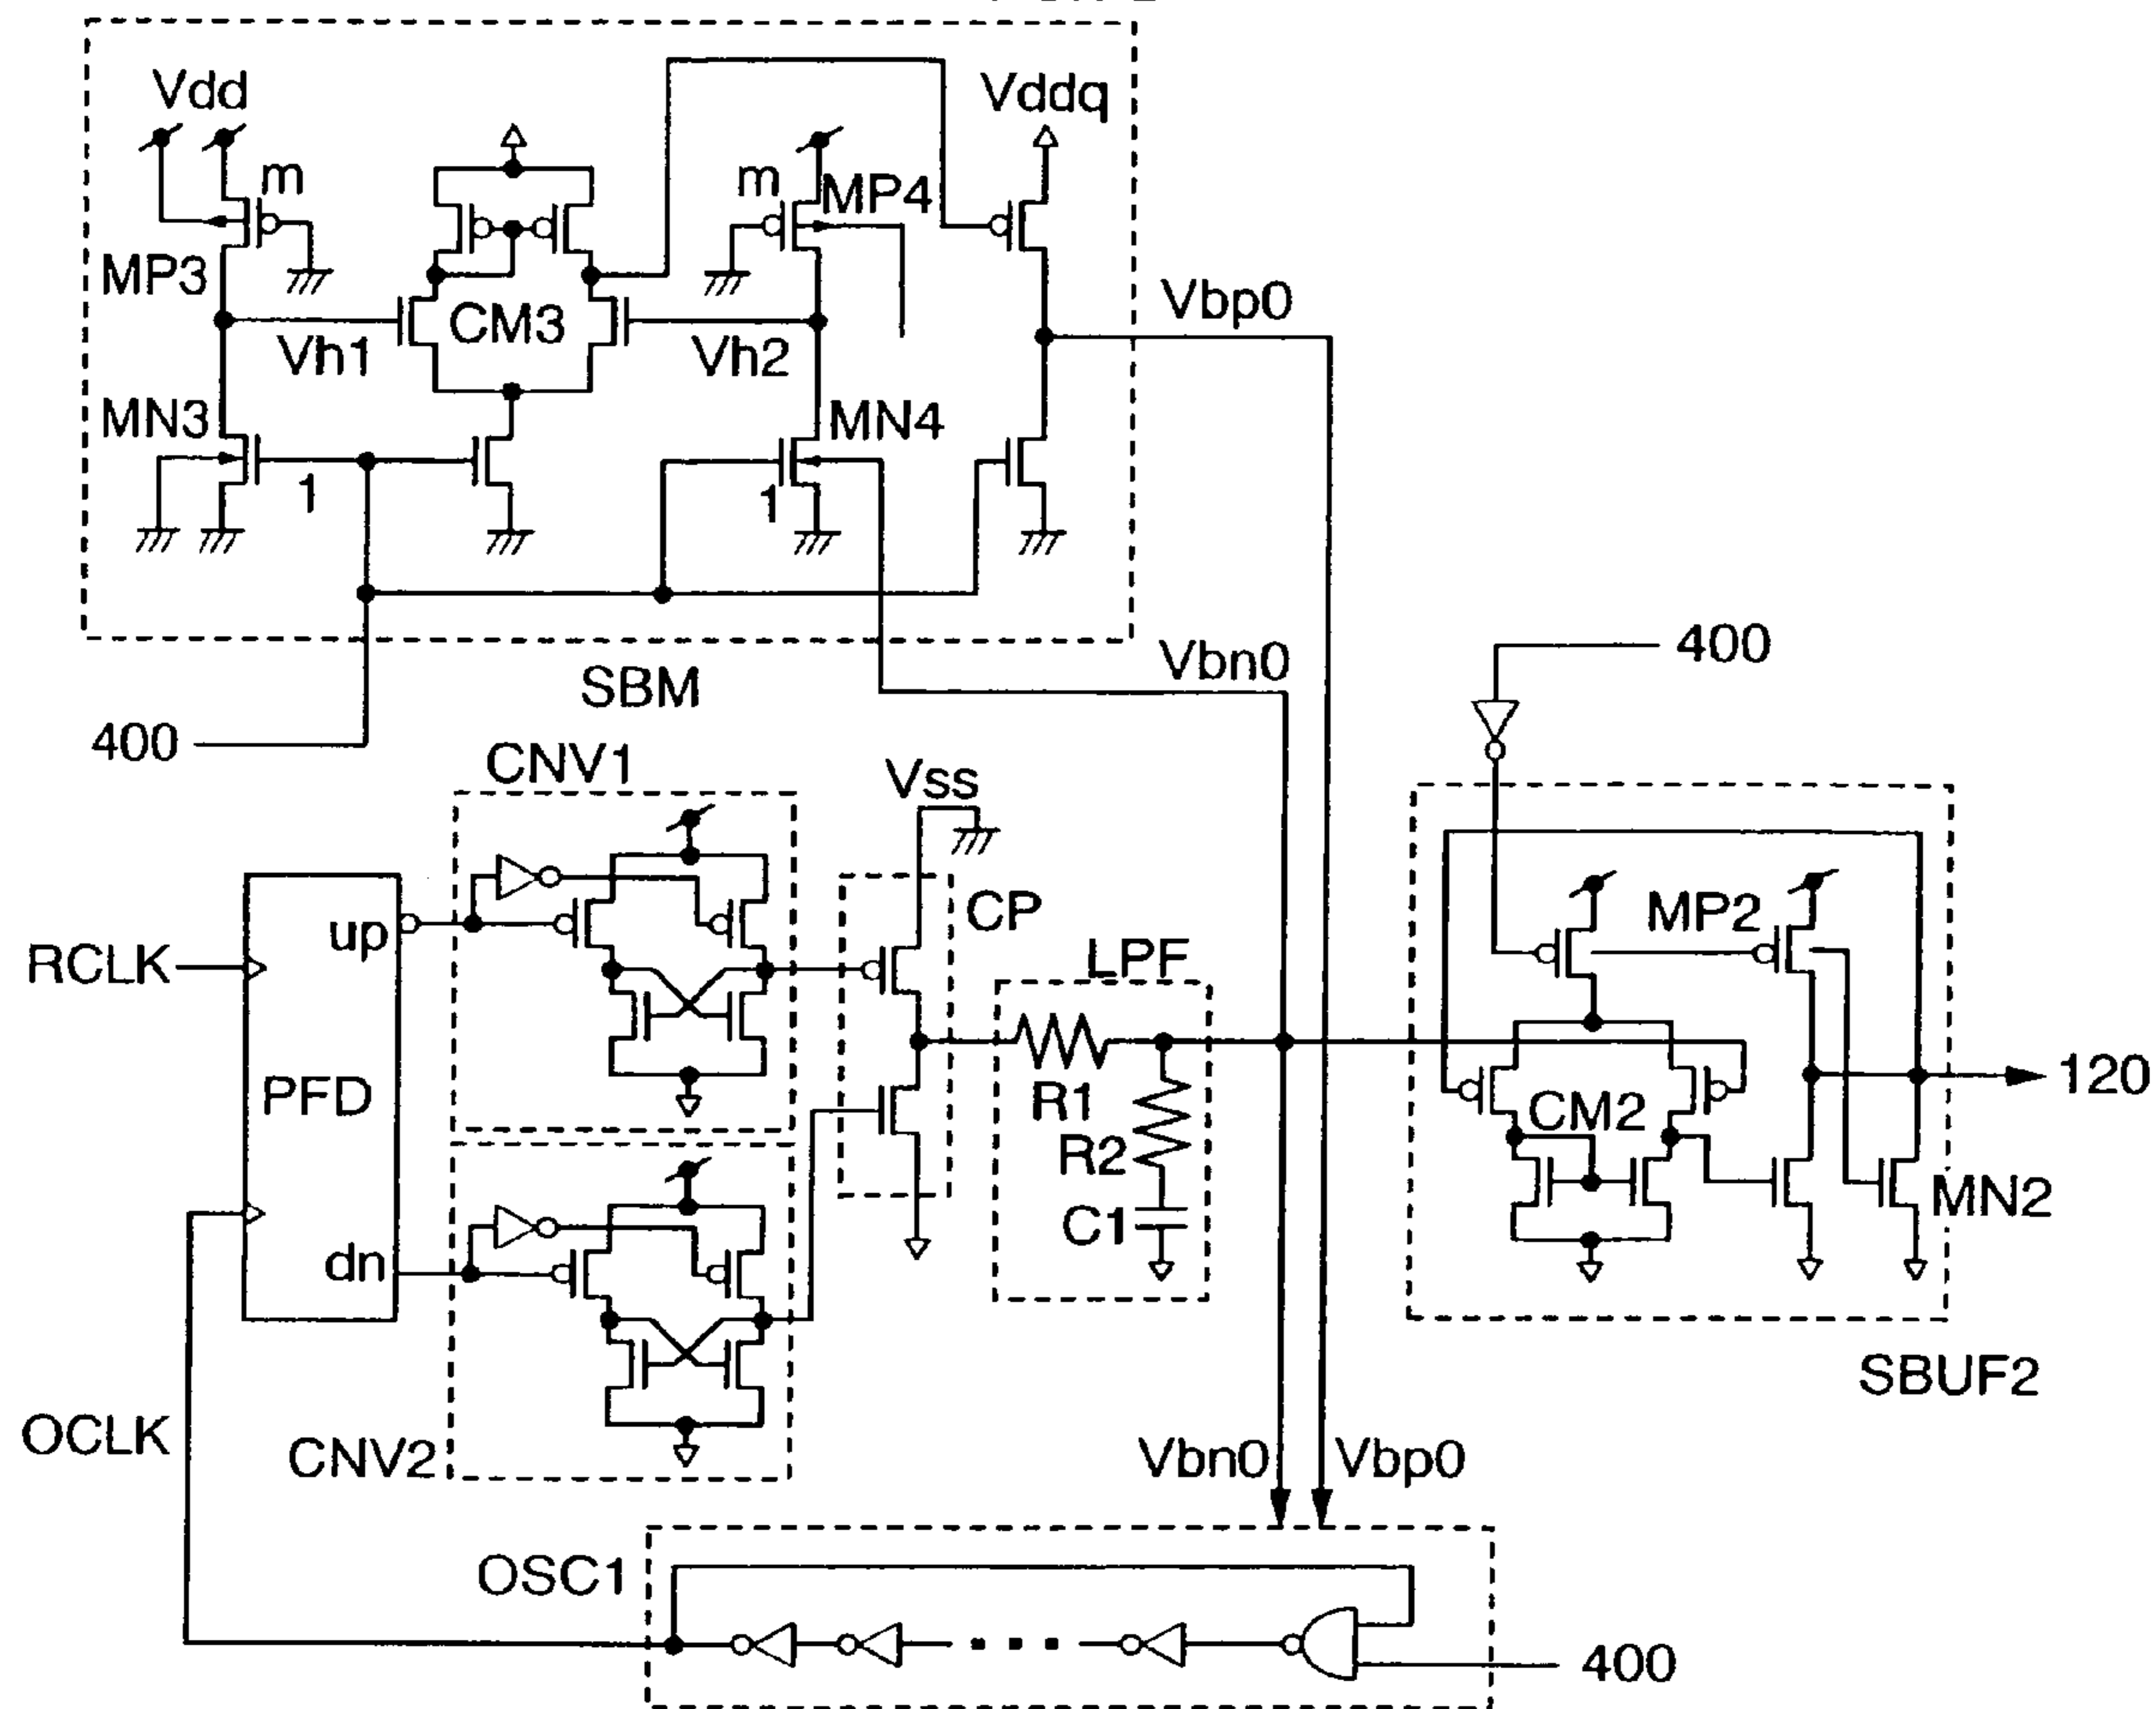 Vdd
Vddq
m
m
MP4
MP3
CM3
Vbp0
Vh1
Vh2
MN3
MN4
1
1
Vbn0
400
SBM
400
CNV1
Vss
CP
MP2
up
LPF
RCLK
120
PFD
R1
CM2
R2
MN2
C1
dn
SBUF2
OCLK
CNV2
Vbn0
Vbp0
OSC1
400